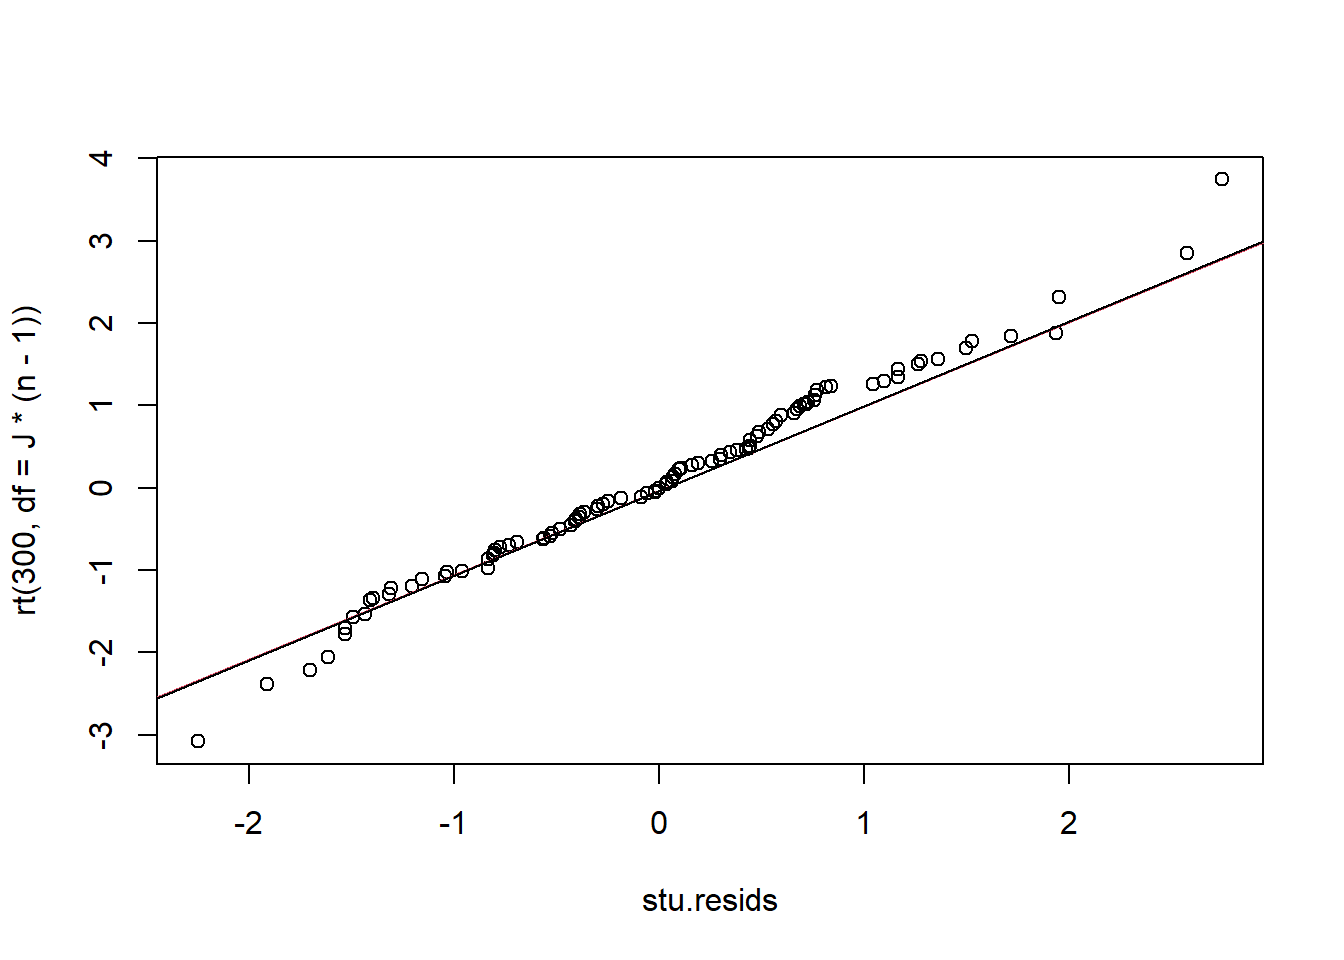 rt(300, df = J * (n - 1))
4
3
2
1
0
-1
-2
-3
-2 -1 0 1 2
stu.resids